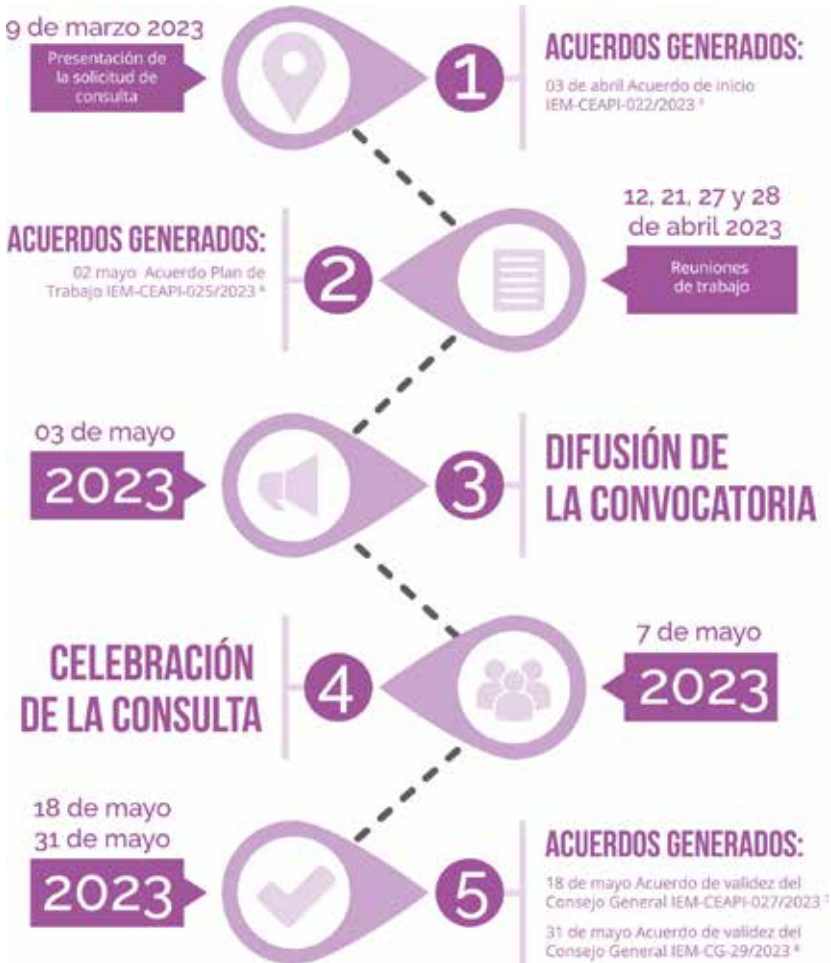 9 de marzo 2023
Presentación de
la solicitud de
consulta
1
ACUERDOS GENERADOS:
03 de abril Acuerdo de inicio
IEM-CEAPI-022/2023
12, 21, 27 y 28
de abril 2023
Reuniones
de trabajo
2
ACUERDOS GENERADOS:
02 mayo Acuerdo Plan de
Trabajo IEM-CEAPI-025/2023
03 de mayo
2023
3
DIFUSIÓN DE
LA CONVOCATORIA
CELEBRACIÓN
DE LA CONSULTA
4
7 de mayo
2023
18 de mayo
31 de mayo
2023
5
ACUERDOS GENERADOS:
18 de mayo Acuerdo de validez del
Consejo General IEM-CEAPI-027/2023
31 de mayo Acuerdo de validez del
Consejo General IEM-CG-29/2023